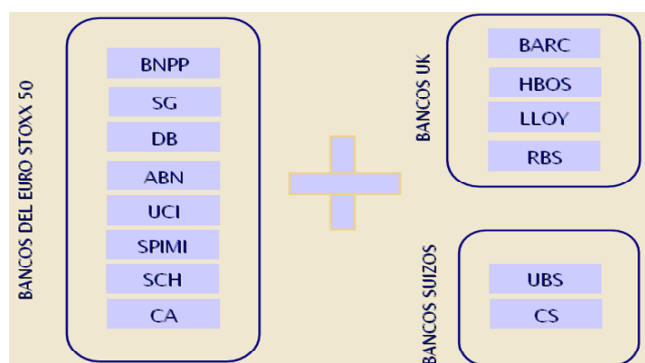 BANCOS DEL EURO STOXX 50
BNPP
SG
DB
ABN
UCI
SPIMI
SCH
CA
BANCOS UK
BARC
HBOS
LLOY
RBS
BANCOS SUIZOS
UBS
CS